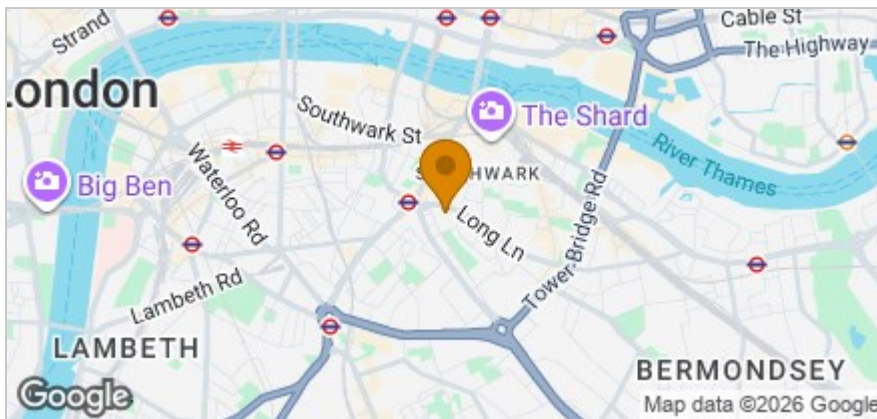 Strand
Cable St
The Highway
London
Southwark St
The Shard
River Thames
Big Ben
Waterloo Rd
Long Ln
Tower Bridge Rd
Lambeth Rd
LAMBETH
BERMONDSEY
Google
Map data ©2026 Google